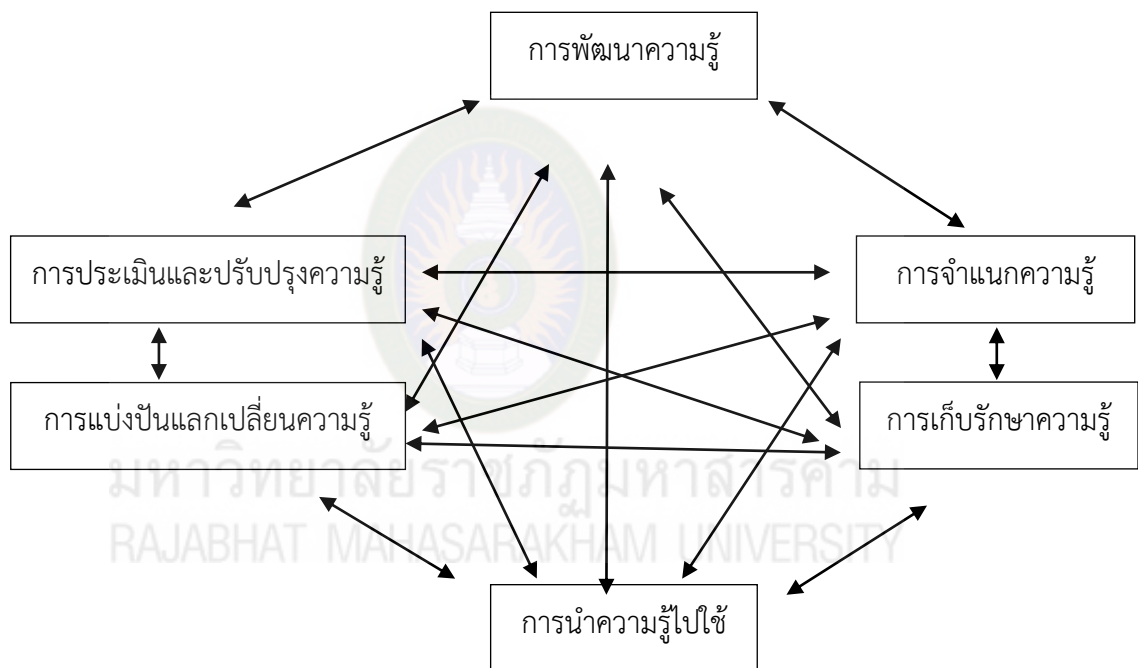 การพัฒนาความรู้
การประเมินและปรับปรุงความรู้
การจำแนกความรู้
การแบ่งปันแลกเปลี่ยนความรู้
การเก็บรักษาความรู้
มหาวิทยาลัยราชภัฏมหาสารคาม
RAJABHAT MAHASARAKHAM UNIVERSITY
การนำความรู้ไปใช้